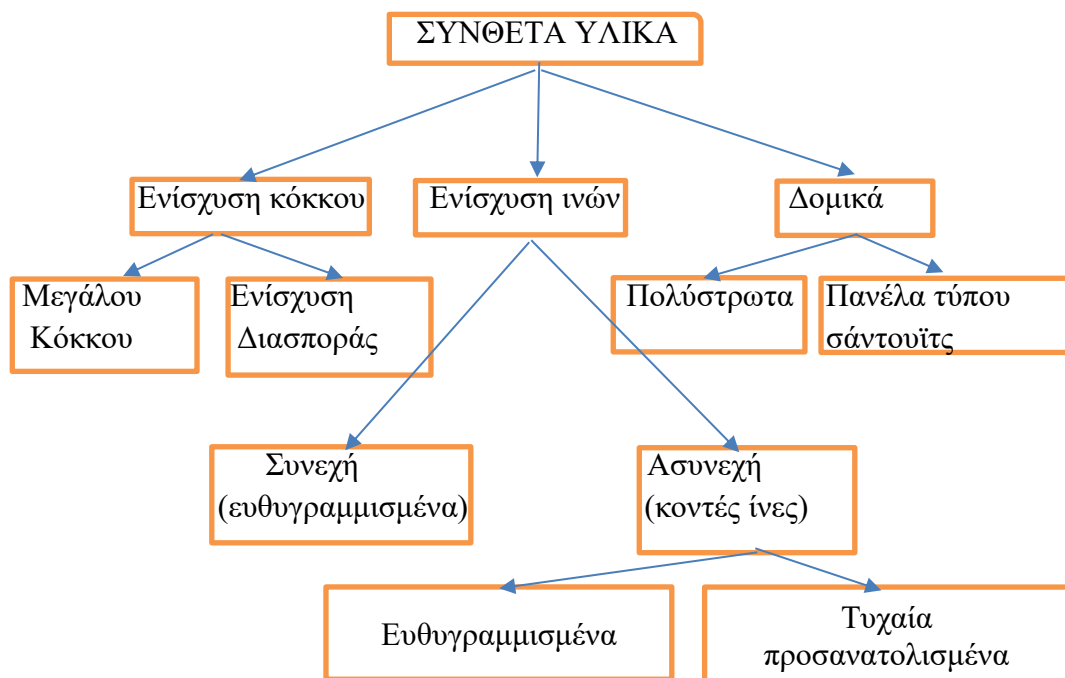 ΣΥΝΘΕΤΑ ΥΛΙΚΑ
Ενίσχυση κόκκου
Ενίσχυση ινών
Δομικά
Μεγάλου
Κόκκου
Ενίσχυση
Διασποράς
Πολύστρωτα
Πανέλα τύπου
σάντουϊτς
Συνεχή
(ευθυγραμμισμένα)
Ασυνεχή
(κοντές ίνες)
Ευθυγραμμισμένα
Τυχαία
προσανατολισμένα